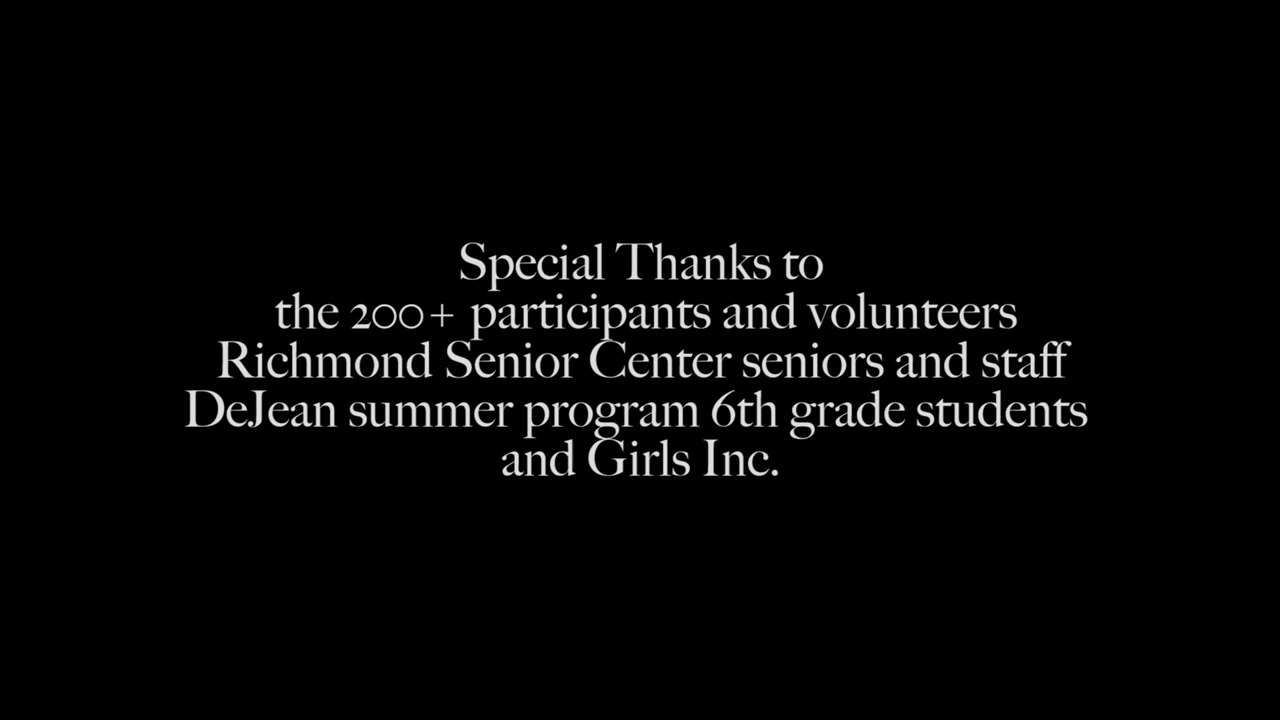 Special Thanks to
the 200+ participants and volunteers
Richmond Senior Center seniors and staff
DeJean summer program 6th grade students
and Girls Inc.